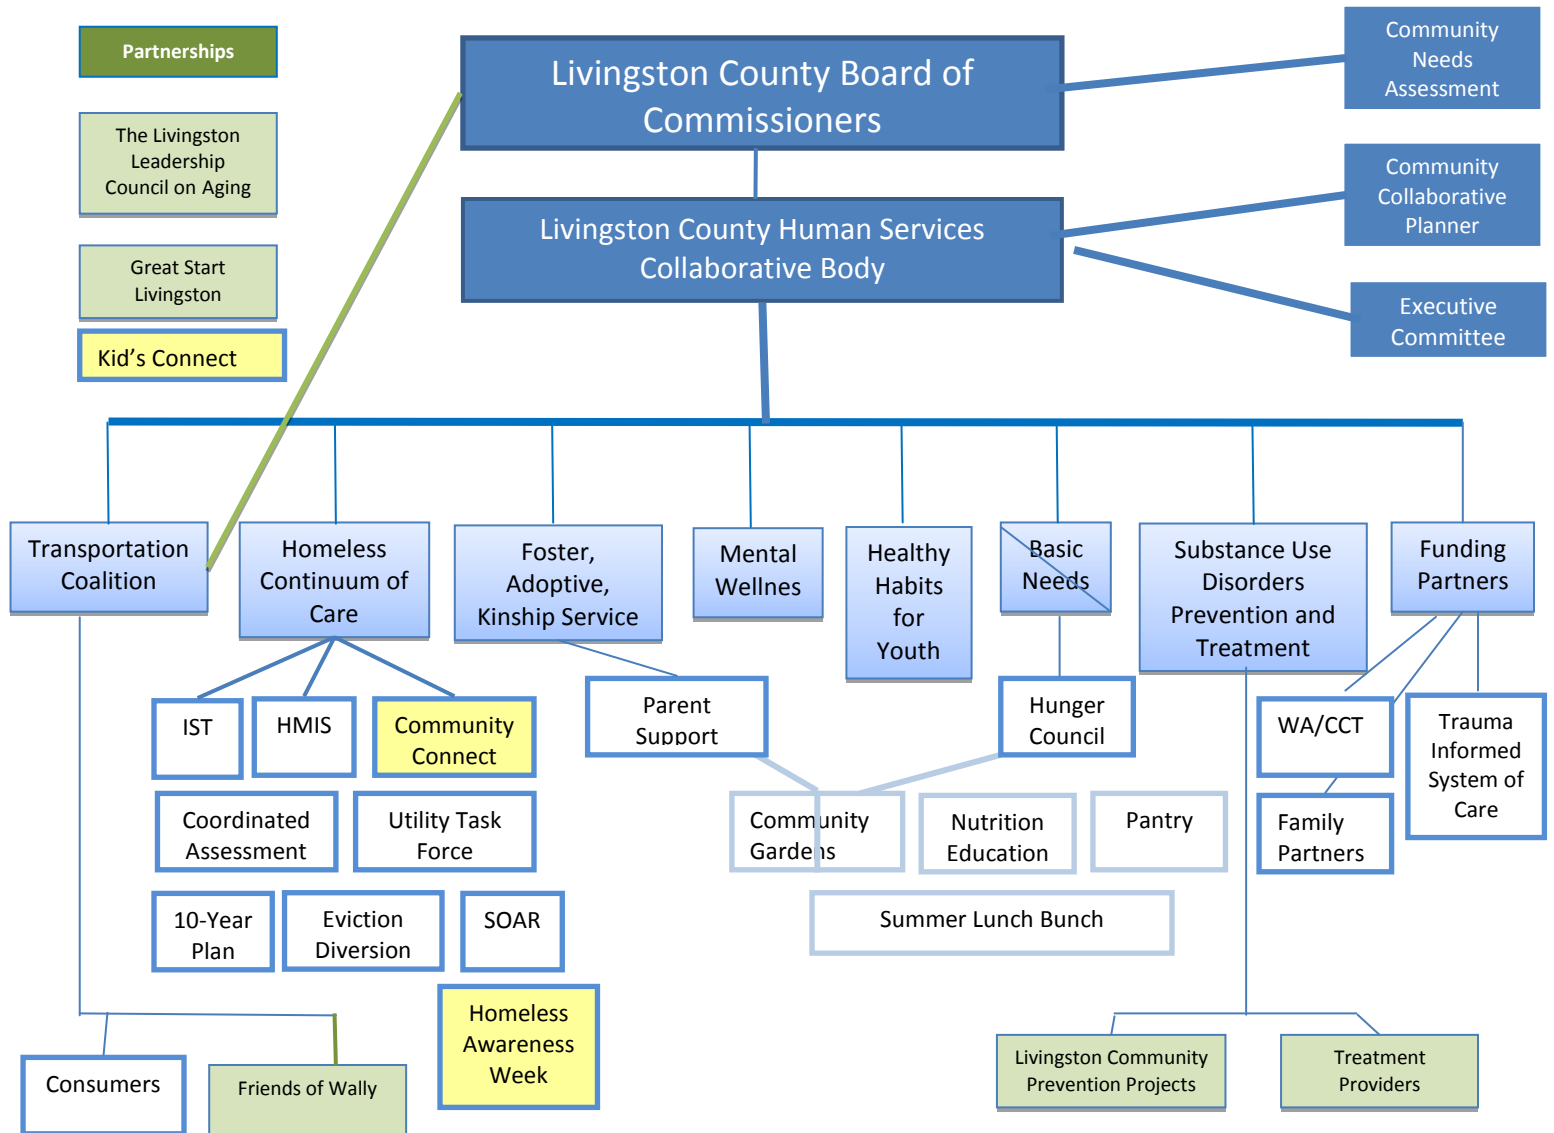 Partnerships
The Livingston
Leadership
Council on Aging
Great Start
Livingston
Kid's Connect
Livingston County Board of
Commissioners
Livingston County Human Services
Collaborative Body
Community
Needs
Assessment
Community
Collaborative
Planner
Executive
Committee
Transportation
Coalition
Homeless
Continuum of
Care
Foster,
Adoptive,
Kinship Service
Mental
Wellnes
Healthy
Habits
for
Youth
Basic
Needs
Substance Use
Disorders
Prevention and
Treatment
Funding
Partners
IST
HMIS
Community
Connect
Parent
Support
Hunger
Council
WA/CCT
Trauma
Informed
System of
Care
Coordinated
Assessment
Utility Task
Force
Community
Gardens
Nutrition
Education
Pantry
Family
Partners
10-Year
Plan
Eviction
Diversion
SOAR
Summer Lunch Bunch
Homeless
Awareness
Week
Consumers
Friends of Wally
Livingston Community
Prevention Projects
Treatment
Providers